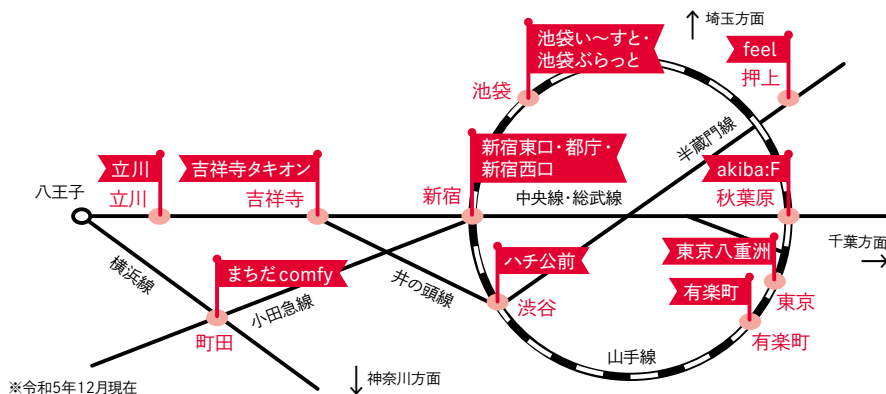 埼玉方面
池袋い～すと・
池袋ぶらっと
feel
池袋
押上
半蔵門線
立川
吉祥寺タキオン
新宿東口・都庁・
新宿西口
akiba:F
八王子
立川
吉祥寺
新宿
中央線・総武線
秋葉原
千葉方面
横浜線
まちだcomfy
小田急線
井の頭線
ハチ公前
東京八重洲
有楽町
東京
渋谷
町田
山手線
有楽町
神奈川方面
※令和5年12月現在